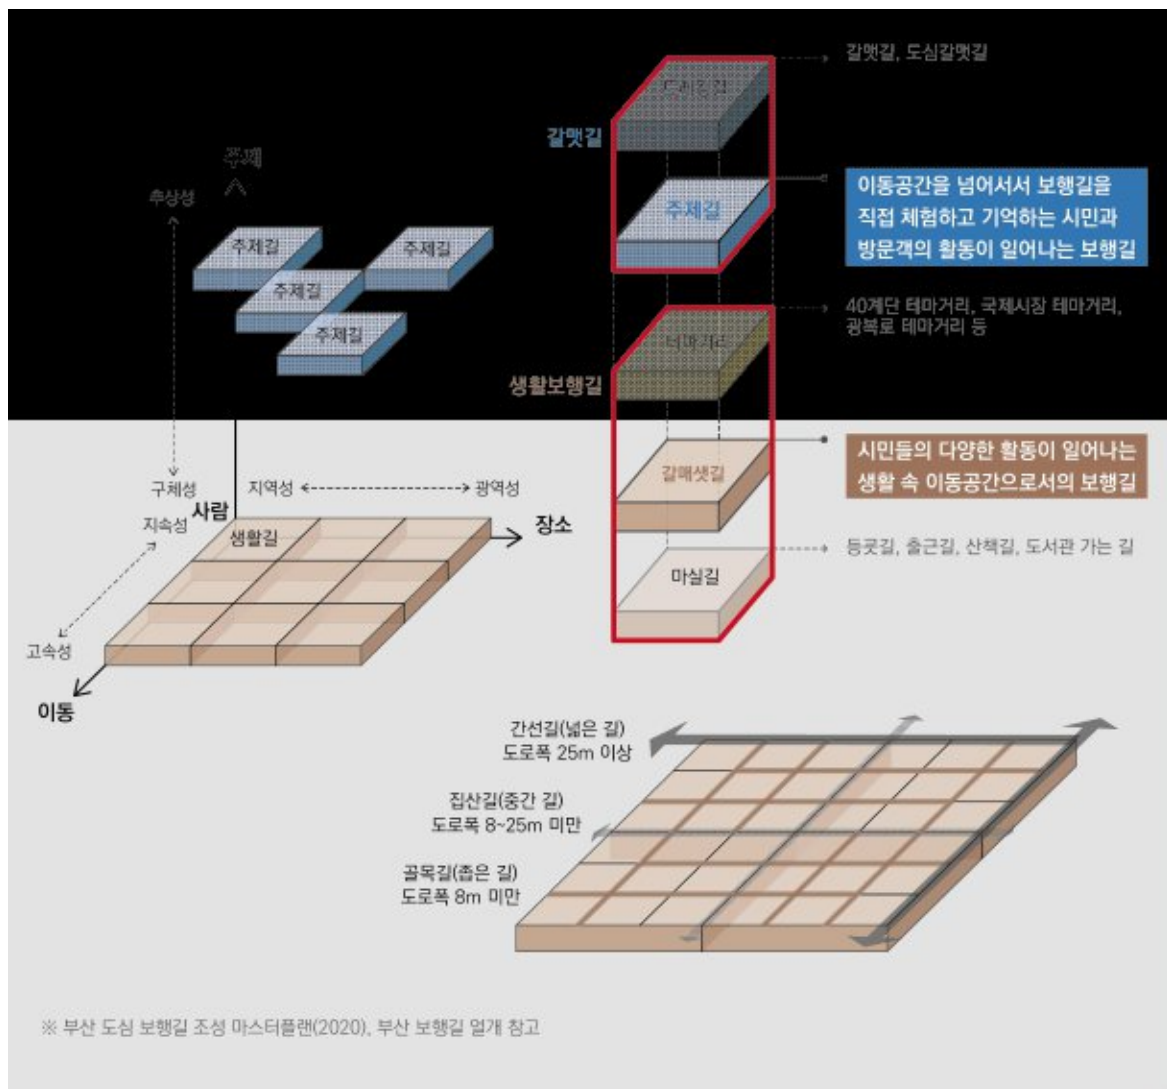 갈맷길, 도심갈맷길
갈맷길
주제
추상성
주제길
이동공간을 넘어서서 보행길을
직접 체험하고 기억하는 시민과
방문객의 활동이 일어나는 보행길
주제길
주제길
주제길
주제길
40계단 테마거리, 국제시장 테마거리,
광복로 테마거리 등
테마거리
생활보행길
갈매샛길
시민들의 다양한 활동이 일어나는
생활 속 이동공간으로서의 보행길
구체성
지역성
광역성
사람
지속성
생활길
장소
등굣길, 출근길, 산책길, 도서관 가는 길
마실길
고속성
이동
간선길(넓은 길)
도로폭 25m 이상
집산길(중간 길)
도로폭 8~25m 미만
골목길(좁은 길)
도로폭 8m 미만
※ 부산 도심 보행길 조성 마스터플랜(2020), 부산 보행길 열개 참고